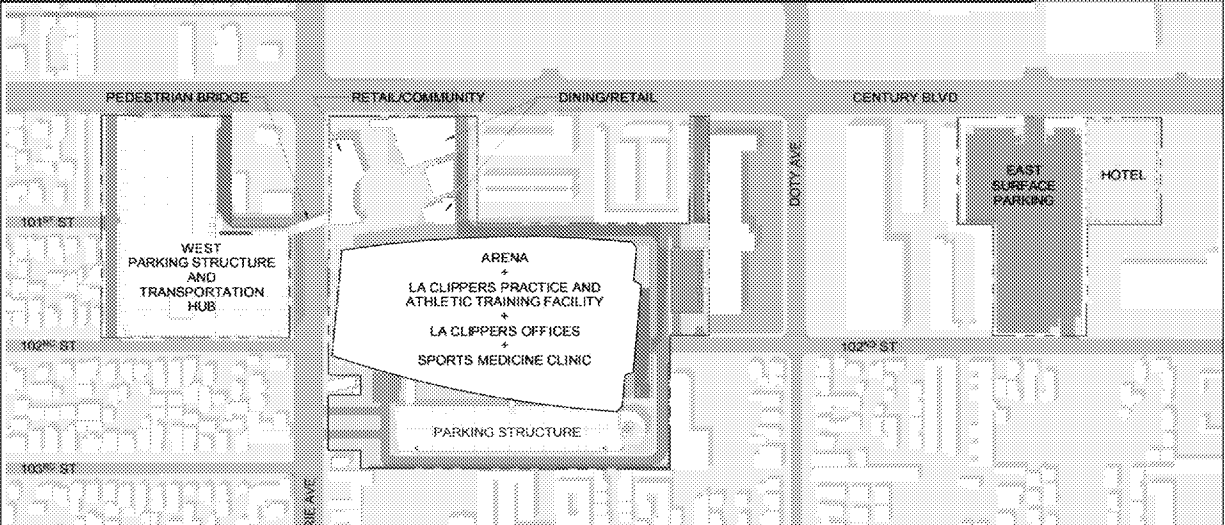 PEDESTRIAN BRIDGE
RETAIL/COMMUNITY
DINING/RETAIL
CENTURY BLVD
DOTY AVE
EAST
SURFACE
PARKING
HOTEL
101ST ST
WEST
PARKING STRUCTURE
AND
TRANSPORTATION
HUB
ARENA
+
LA CLIPPERS PRACTICE AND
ATHLETIC TRAINING FACILITY
+
LA CLIPPERS OFFICES
+
SPORTS MEDICINE CLINIC
102ND ST
102ND ST
PARKING STRUCTURE
103RD ST
RIE AVE